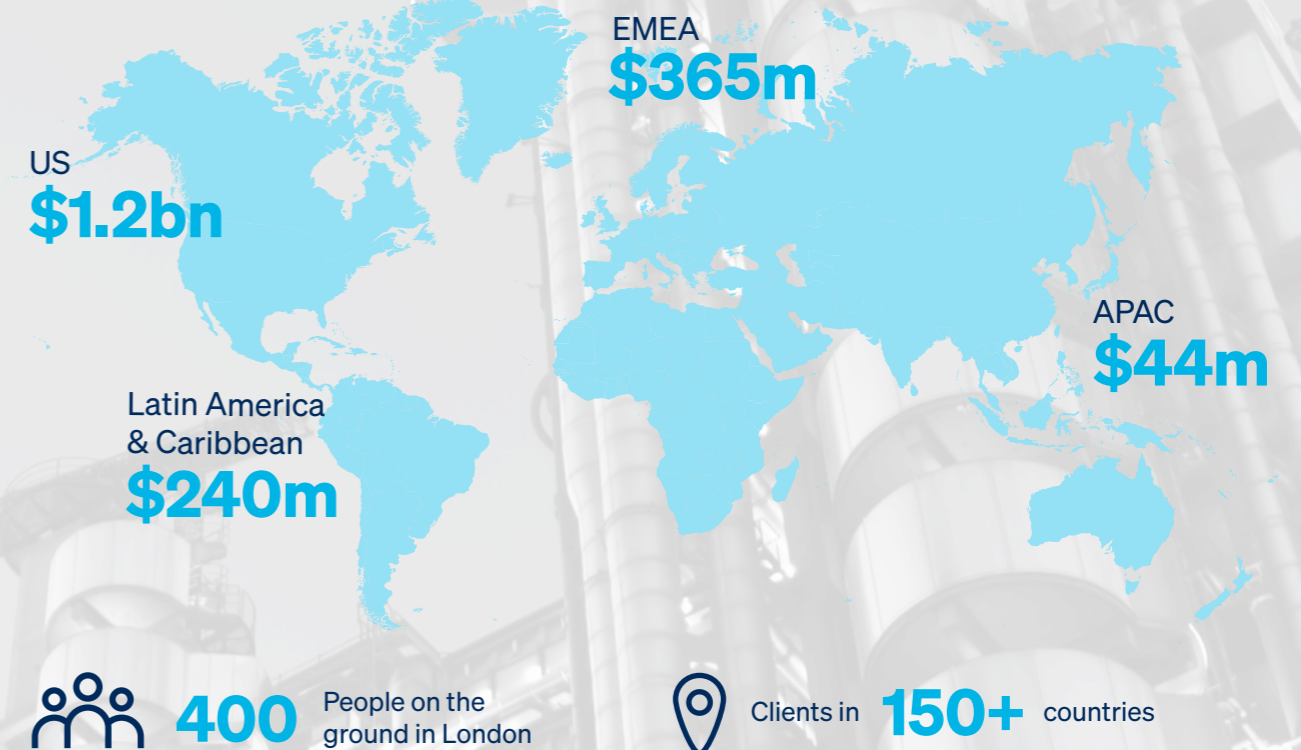 EMEA
$365m
US
$1.2bn
APAC
$44m
Latin America
& Caribbean
$240m
400
People on the
ground in London
Clients in 150+ countries